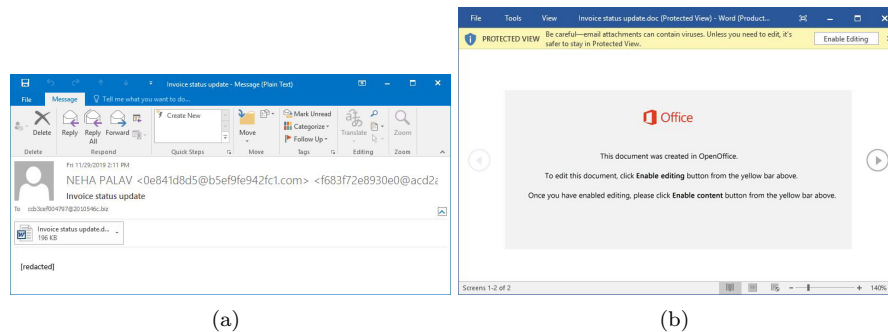 File Tools View Invoice status update.doc (Protected View) - Word (Product...
PROTECTED VIEW Be careful—email attachments can contain viruses. Unless you need to edit, it's
safer to stay in Protected View.
Enable Editing
Office
This document was created in OpenOffice.
To edit this document, click Enable editing button from the yellow bar above.
Once you have enabled editing, please click Enable content button from the yellow bar above.
Screens 1-2 of 2 140%
Invoice status update - Message (Plain Text)
File Message Tell me what you want to do...
Delete Reply Reply All Forward Create New Move Mark Unread
Categorize
Follow Up
Translate Zoom
Delete Respond Quick Steps Move Tags Editing Zoom
Fri 11/29/2019 2:11 PM
NEHA PALAV <0e841d8d5@b5ef9fe942fc1.com> <f683f72e8930e0@acd2a
Invoice status update
To
Invoice status update.d...
196 KB
[redacted]
(a) (b)